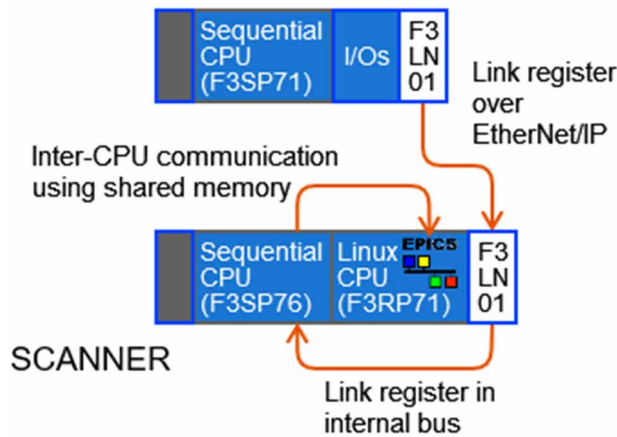 Sequential
CPU
(F3SP71)
I/Os
F3
LN
01
Link register
over
EtherNet/IP
Inter-CPU communication
using shared memory
Sequential
CPU
(F3SP76)
Linux
CPU
(F3RP71)
EPICS
F3
LN
01
SCANNER
Link register in
internal bus